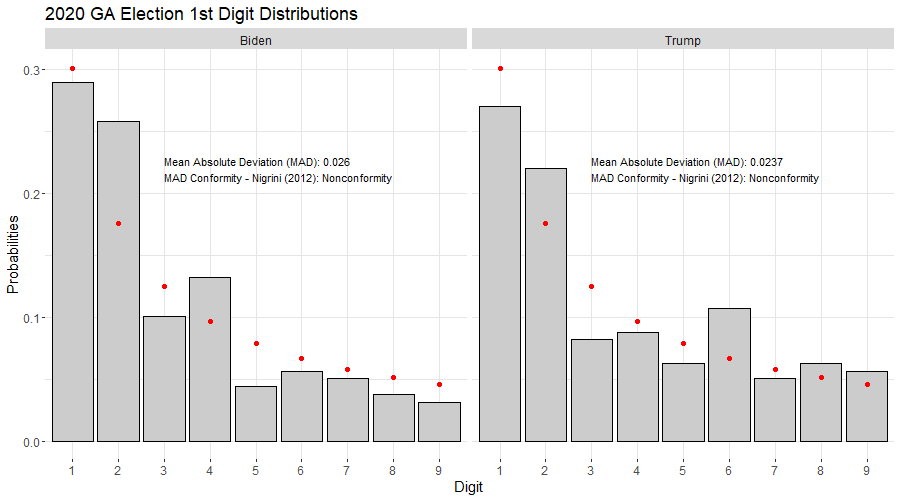 2020 GA Election 1st Digit Distributions
Biden
Trump
Mean Absolute Deviation (MAD): 0.026
MAD Conformity - Nigrini (2012): Nonconformity
Mean Absolute Deviation (MAD): 0.0237
MAD Conformity - Nigrini (2012): Nonconformity
Probabilities
0.3
0.2
0.1
0.0
1 2 3 4 5 6 7 8 9
1 2 3 4 5 6 7 8 9
Digit